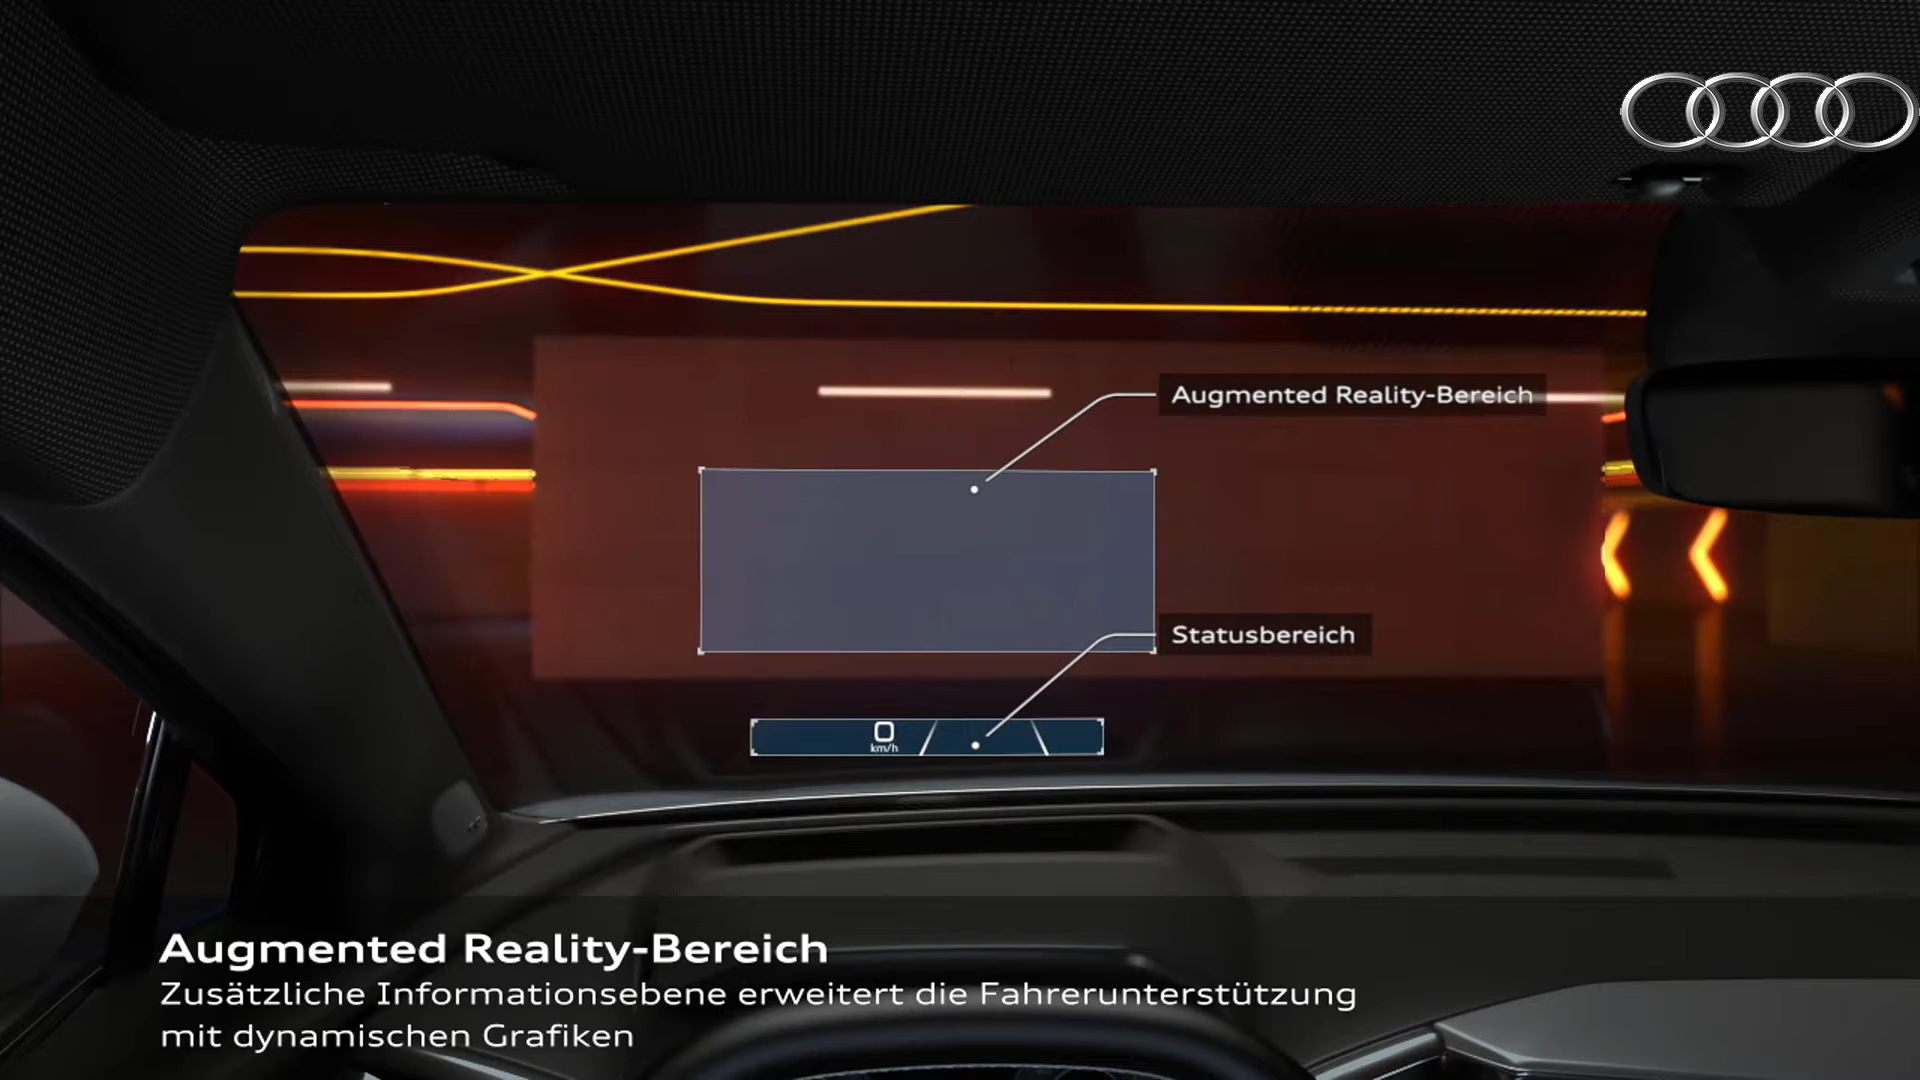 Augmented Reality-Bereich
Statusbereich
0
km/h
Augmented Reality-Bereich
Zusätzliche Informationsebene erweitert die Fahrerunterstützung
mit dynamischen Grafiken